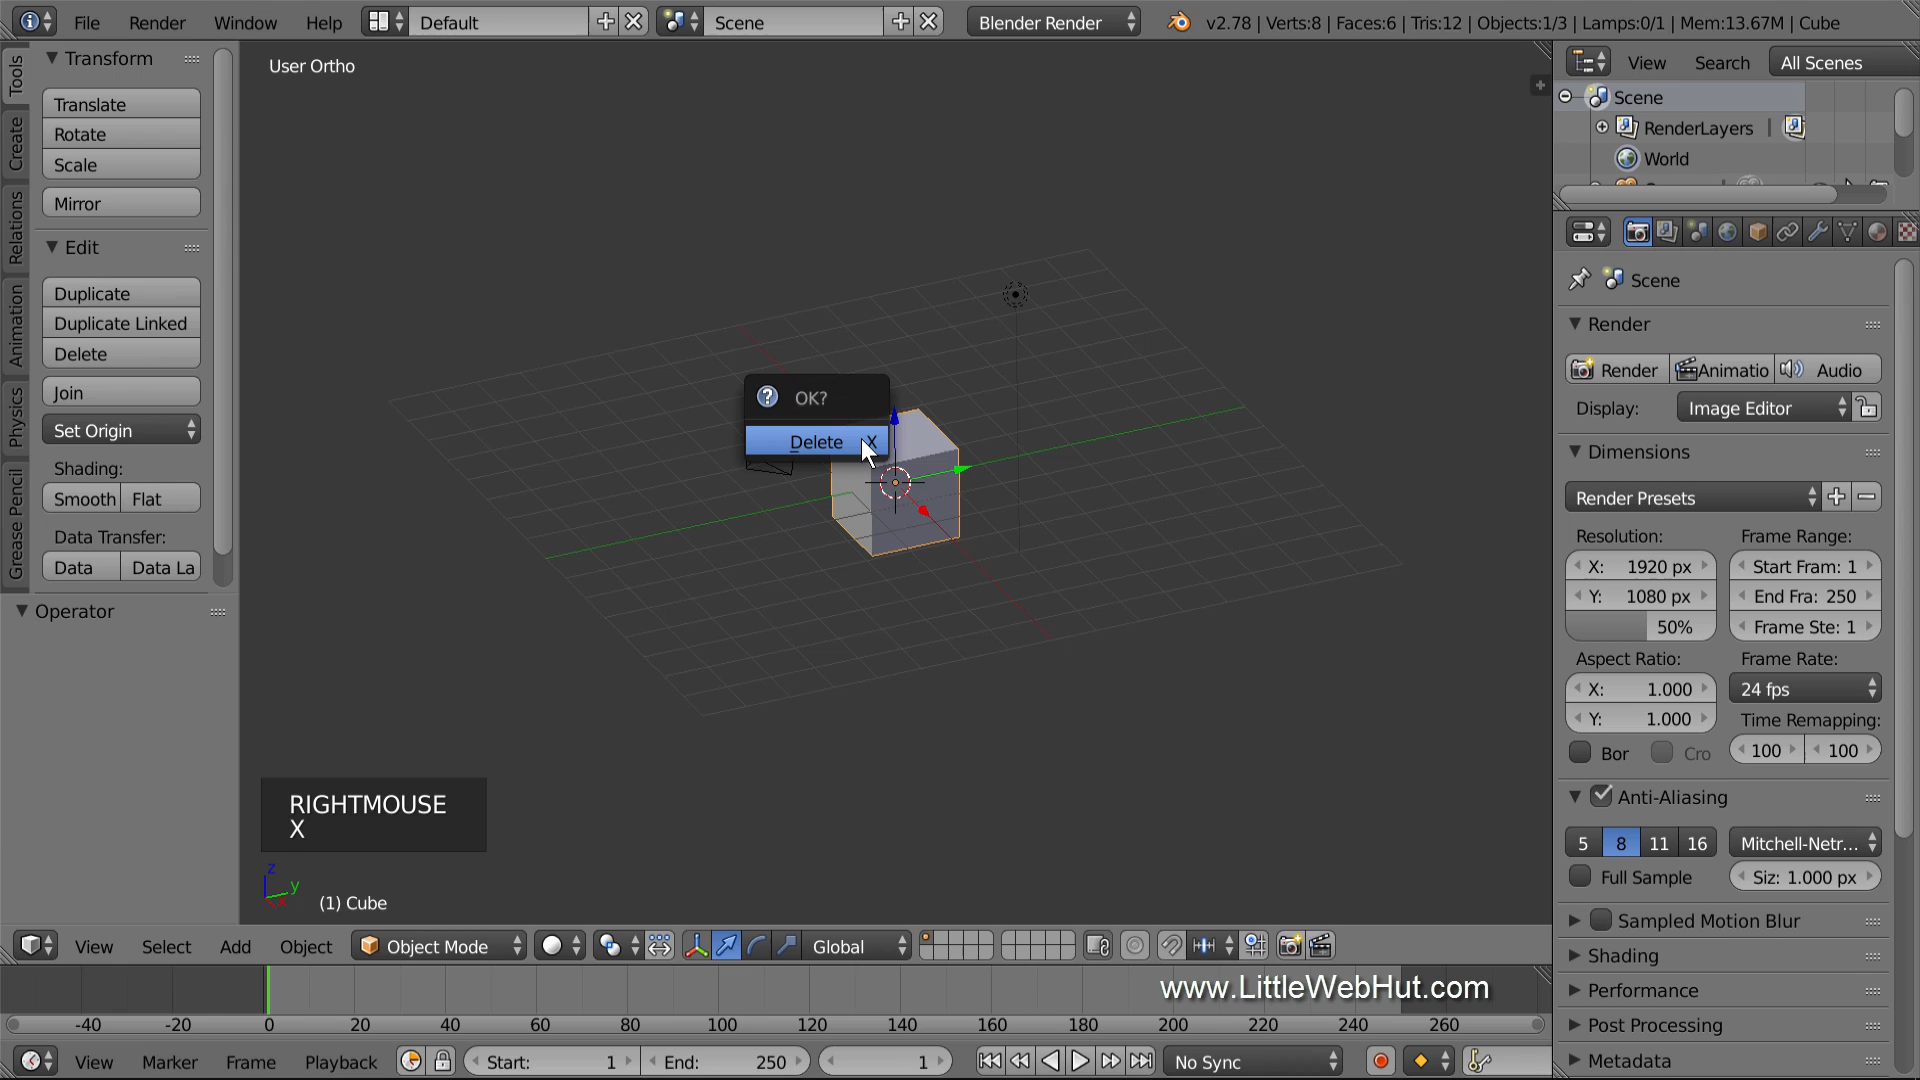 File Render Window Help Default Scene Blender Render v2.78 | Verts:8 | Faces:6 | Tris:12 | Objects:1/3 | Lamps:0/1 | Mem:13.67M | Cube
Tools
Create
Relations
Animation
Physics
Grease Pencil
Transform
Translate
Rotate
Scale
Mirror
Edit
Duplicate
Duplicate Linked
Delete
Join
Set Origin
Shading:
Smooth Flat
Data Transfer:
Data Data La
Operator
User Ortho
OK?
Delete X
RIGHTMOUSE
X
z
y
x
(1) Cube
View Select Add Object Object Mode Global
www.LittleWebHut.com
-40 -20 0 20 40 60 80 100 120 140 160 180 200 220 240 260
View Marker Frame Playback Start: 1 End: 250 1 No Sync
View Search All Scenes
Scene
RenderLayers
World
Scene
Render
Render Animatio Audio
Display: Image Editor
Dimensions
Render Presets
Resolution: Frame Range:
X: 1920 px Start Fram: 1
Y: 1080 px End Fra: 250
50% Frame Ste: 1
Aspect Ratio: Frame Rate:
X: 1.000 24 fps
Y: 1.000 Time Remapping:
Bor Cro 100 100
Anti-Aliasing
5 8 11 16 Mitchell-Netr...
Full Sample Siz: 1.000 px
Sampled Motion Blur
Shading
Performance
Post Processing
Metadata